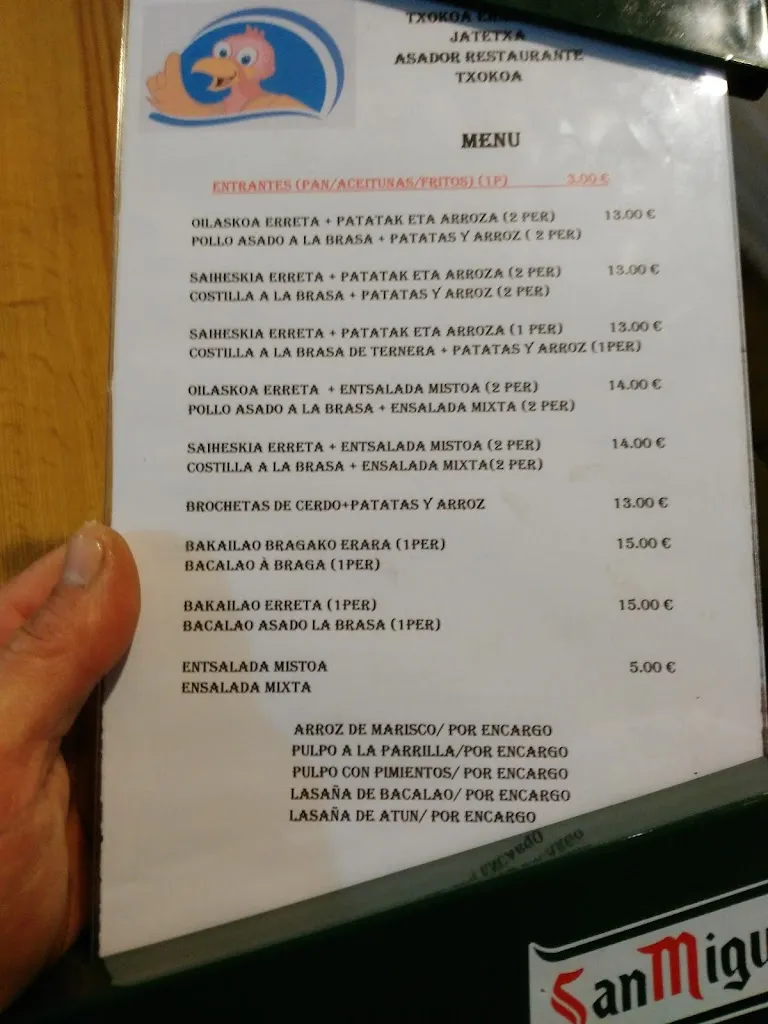 TXOKOA
JATETXA
ASADOR RESTAURANTE
TXOKOA
MENU
ENTRANTES (PAN/ACEITUNAS/FRITOS) (1P) 3.00 €
OILASKOA ERRETA + PATATAK ETA ARROZA (2 PER) 13.00 €
POLLO ASADO A LA BRASA + PATATAS Y ARROZ ( 2 PER)
SAIHESKIA ERRETA + PATATAK ETA ARROZA (2 PER) 13.00 €
COSTILLA A LA BRASA + PATATAS Y ARROZ (2 PER)
SAIHESKIA ERRETA + PATATAK ETA ARROZA (1 PER) 13.00 €
COSTILLA A LA BRASA DE TERNERA + PATATAS Y ARROZ (1PER)
OILASKOA ERRETA + ENTSALADA MISTOA (2 PER) 14.00 €
POLLO ASADO A LA BRASA + ENSALADA MIXTA (2 PER)
SAIHESKIA ERRETA + ENTSALADA MISTOA (2 PER) 14.00 €
COSTILLA A LA BRASA + ENSALADA MIXTA(2 PER)
BROCHETAS DE CERDO+PATATAS Y ARROZ 13.00 €
BAKAILAO BRAGAKO ERARA (1PER) 15.00 €
BACALAO À BRAGA (1PER)
BAKAILAO ERRETA (1PER) 15.00 €
BACALAO ASADO LA BRASA (1PER)
ENTSALADA MISTOA 5.00 €
ENSALADA MIXTA
ARROZ DE MARISCO/ POR ENCARGO
PULPO A LA PARRILLA/POR ENCARGO
PULPO CON PIMIENTOS/ POR ENCARGO
LASAÑA DE BACALAO/ POR ENCARGO
LASAÑA DE ATUN/ POR ENCARGO
San Migu